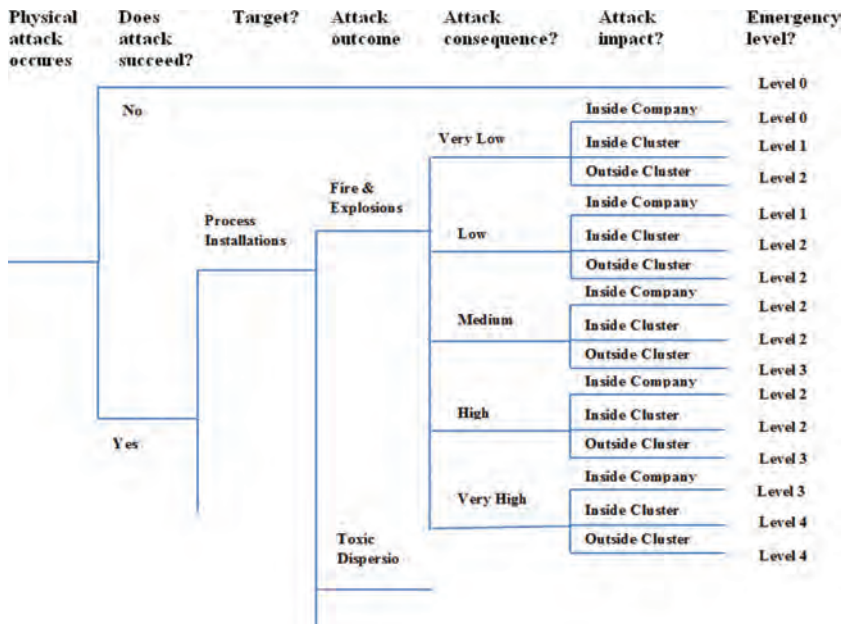 Physical attack occures
Does attack succeed?
Target?
Attack outcome
Attack consequence?
Attack impact?
Emergency level?
Level 0
No
Inside Company
Level 0
Very Low
Inside Cluster
Level 1
Outside Cluster
Level 2
Fire &
Explosions
Process
Installations
Inside Company
Level 1
Low
Inside Cluster
Level 2
Outside Cluster
Level 2
Inside Company
Level 2
Medium
Inside Cluster
Level 2
Outside Cluster
Level 3
Inside Company
Level 2
High
Inside Cluster
Level 2
Yes
Outside Cluster
Level 3
Inside Company
Level 3
Very High
Inside Cluster
Level 4
Outside Cluster
Level 4
Toxic
Dispersio